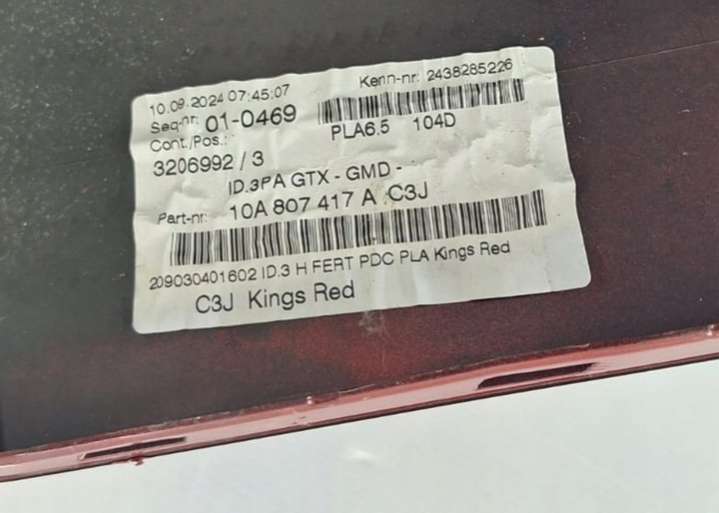 10.09.2024 07:45:07 Kenn-nr: 2438285226
Seq-nr: 01-0469
Cont./Pos.: PLA6.5 104D
3206992 / 3
ID.3PA GTX - GMD -
Part-nr: 10A 807 417 A C3J
209030401602 ID.3 H FERT PDC PLA Kings Red
C3J Kings Red